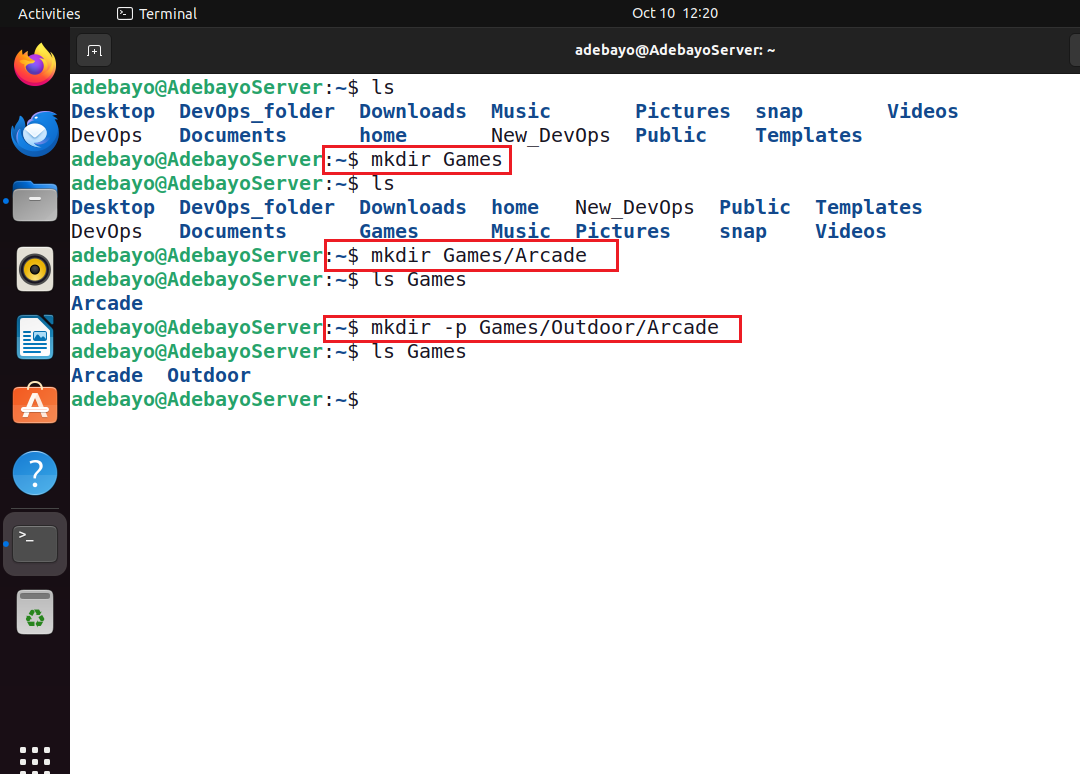 Activities Terminal Oct 10 12:20
adebayo@AdebayoServer: ~
adebayo@AdebayoServer:~$ ls
Desktop DevOps_folder Downloads Music Pictures snap Videos
DevOps Documents home New_DevOps Public Templates
adebayo@AdebayoServer:~$ mkdir Games
adebayo@AdebayoServer:~$ ls
Desktop DevOps_folder Downloads home New_DevOps Public Templates
DevOps Documents Games Music Pictures snap Videos
adebayo@AdebayoServer:~$ mkdir Games/Arcade
adebayo@AdebayoServer:~$ ls Games
Arcade
adebayo@AdebayoServer:~$ mkdir -p Games/Outdoor/Arcade
adebayo@AdebayoServer:~$ ls Games
Arcade Outdoor
adebayo@AdebayoServer:~$